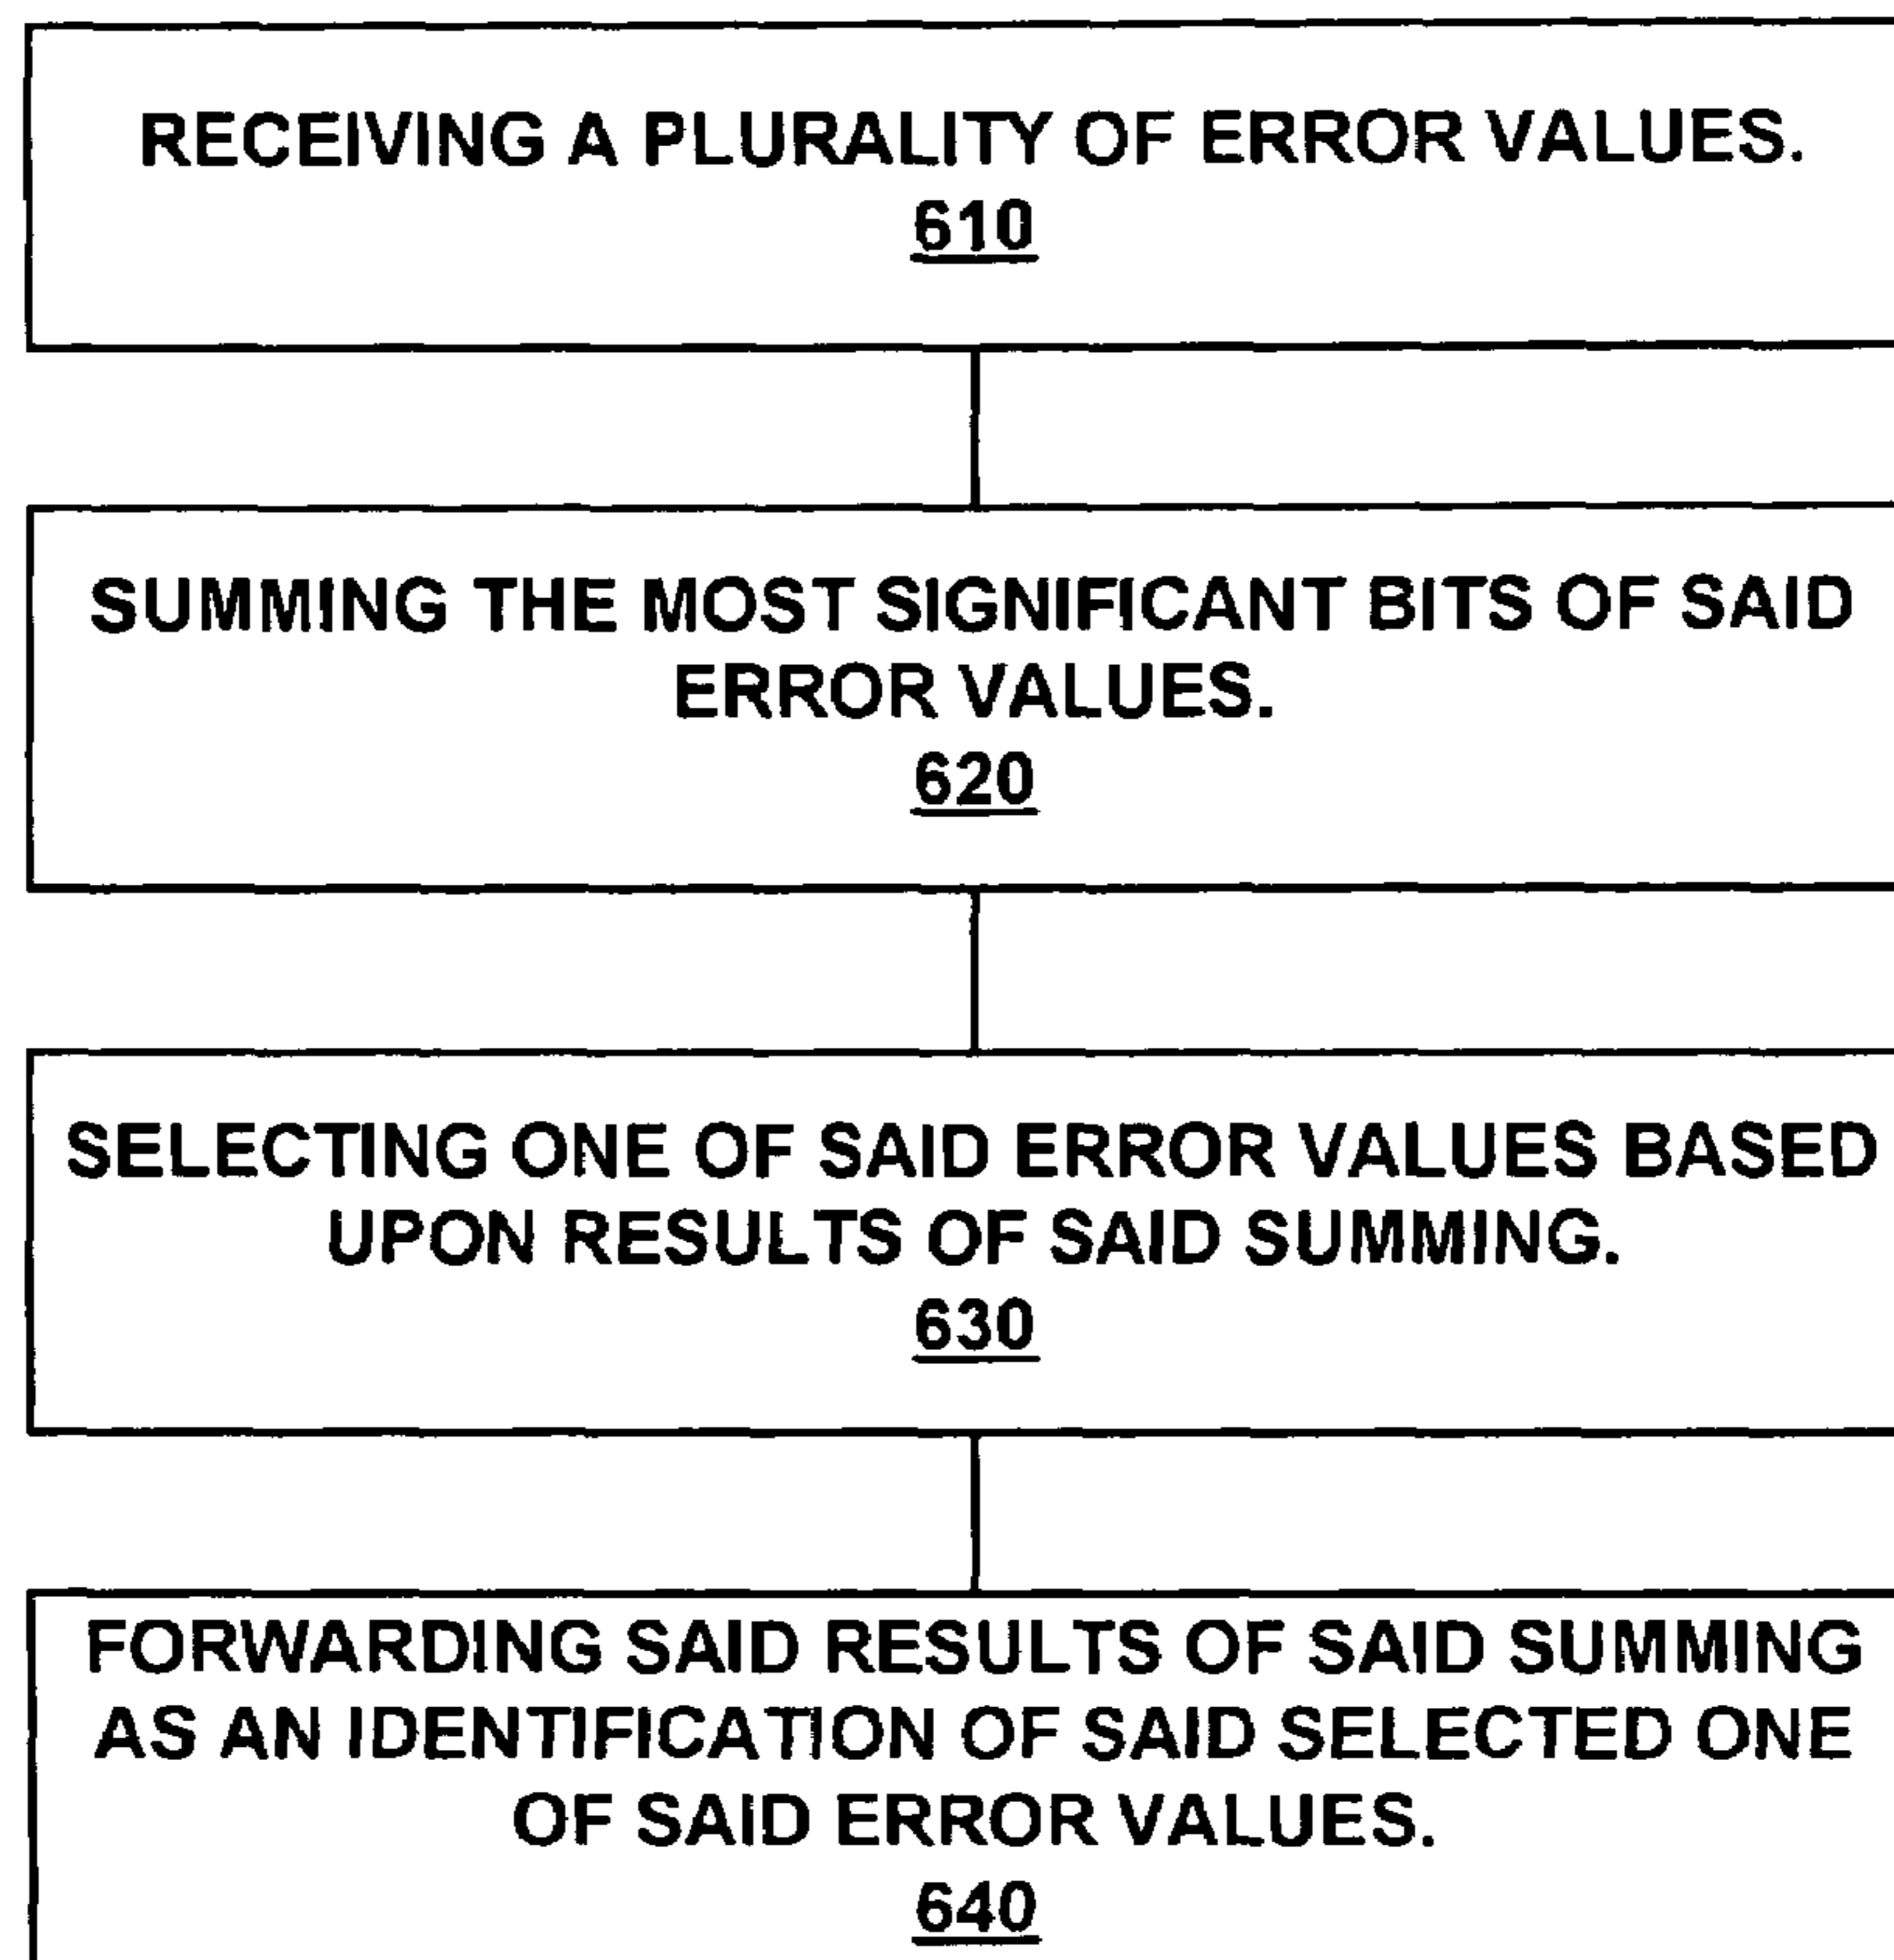 RECEIVING A PLURALITY OF ERROR VALUES.
610
SUMMING THE MOST SIGNIFICANT BITS OF SAID
ERROR VALUES.
620
SELECTING ONE OF SAID ERROR VALUES BASED
UPON RESULTS OF SAID SUMMING.
630
FORWARDING SAID RESULTS OF SAID SUMMING
AS AN IDENTIFICATION OF SAID SELECTED ONE
OF SAID ERROR VALUES.
640